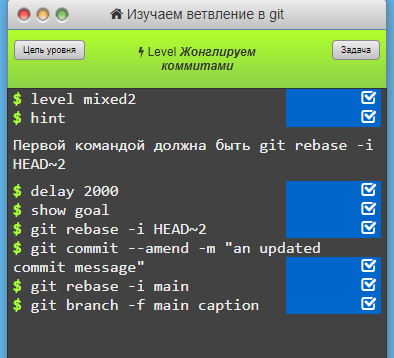 Изучаем ветвление в git
Цель уровня
Level Жонглируем
коммитами
Задача
$ level mixed2
$ hint
Первой командой должна быть git rebase -i
HEAD~2
$ delay 2000
$ show goal
$ git rebase -i HEAD~2
$ git commit --amend -m "an updated
commit message"
$ git rebase -i main
$ git branch -f main caption